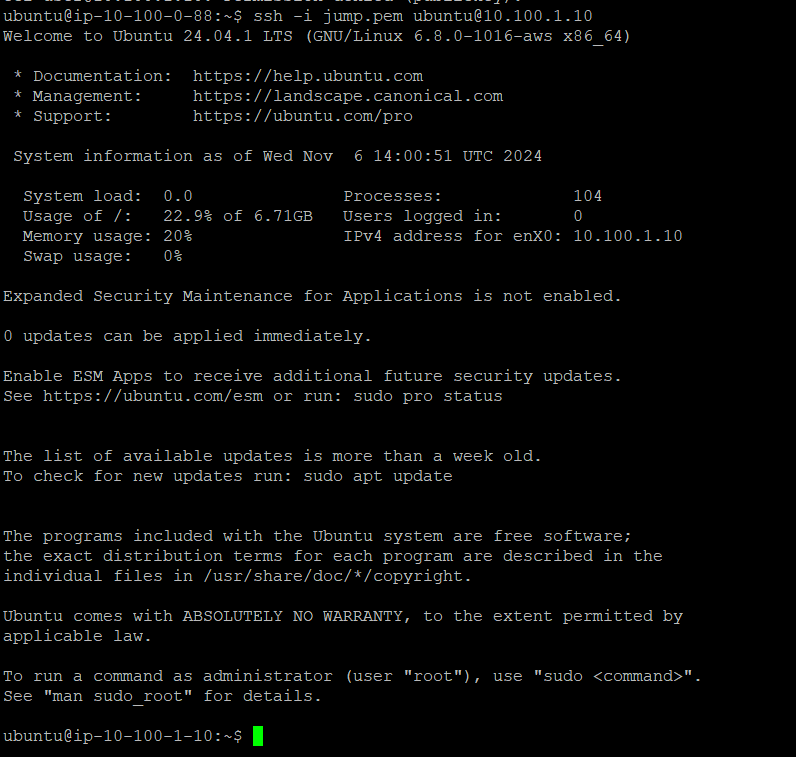 ubuntu@ip-10-100-0-88:~$ ssh -i jump.pem ubuntu@10.100.1.10
Welcome to Ubuntu 24.04.1 LTS (GNU/Linux 6.8.0-1016-aws x86_64)
* Documentation:  https://help.ubuntu.com
* Management:     https://landscape.canonical.com
* Support:        https://ubuntu.com/pro
System information as of Wed Nov  6 14:00:51 UTC 2024
System load:  0.0               Processes:             104
Usage of /:   22.9% of 6.71GB   Users logged in:       0
Memory usage: 20%               IPv4 address for enX0: 10.100.1.10
Swap usage:   0%
Expanded Security Maintenance for Applications is not enabled.
0 updates can be applied immediately.
Enable ESM Apps to receive additional future security updates.
See https://ubuntu.com/esm or run: sudo pro status
The list of available updates is more than a week old.
To check for new updates run: sudo apt update
The programs included with the Ubuntu system are free software;
the exact distribution terms for each program are described in the
individual files in /usr/share/doc/*/copyright.
Ubuntu comes with ABSOLUTELY NO WARRANTY, to the extent permitted by
applicable law.
To run a command as administrator (user "root"), use "sudo <command>".
See "man sudo_root" for details.
ubuntu@ip-10-100-1-10:~$